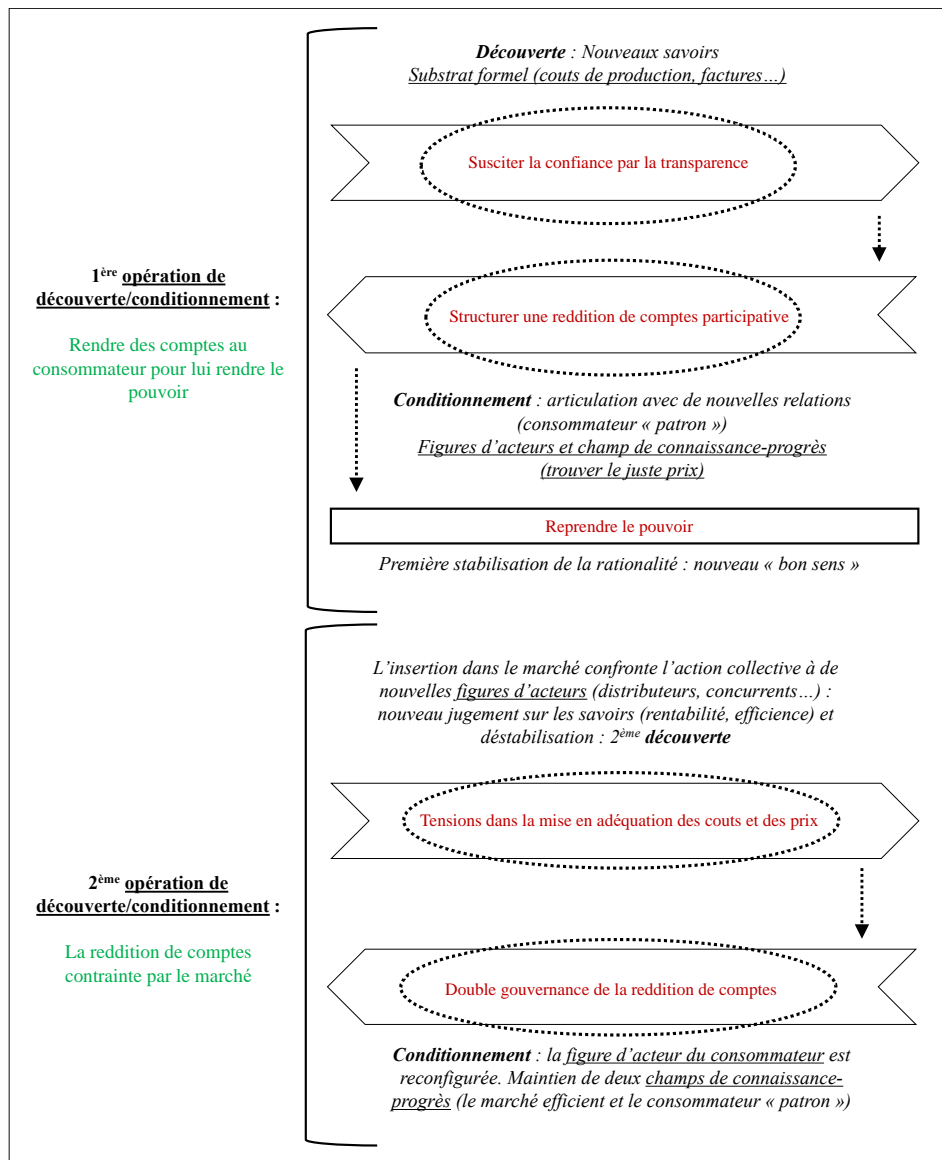 Découverte : Nouveaux savoirs
Substrat formel (couts de production, factures…)
Susciter la confiance par la transparence
1ère opération de
découverte/conditionnement :
Rendre des comptes au
consommateur pour lui rendre le
pouvoir
Structurer une reddition de comptes participative
Conditionnement : articulation avec de nouvelles relations
(consommateur « patron »)
Figures d’acteurs et champ de connaissance-progrès
(trouver le juste prix)
Reprendre le pouvoir
Première stabilisation de la rationalité : nouveau « bon sens »
L’insertion dans le marché confronte l’action collective à de
nouvelles figures d’acteurs (distributeurs, concurrents…) :
nouveau jugement sur les savoirs (rentabilité, efficience) et
déstabilisation : 2ème découverte
Tensions dans la mise en adéquation des couts et des prix
2ème opération de
découverte/conditionnement :
La reddition de comptes
contrainte par le marché
Double gouvernance de la reddition de comptes
Conditionnement : la figure d’acteur du consommateur est
reconfigurée. Maintien de deux champs de connaissance-
progrès (le marché efficient et le consommateur « patron »)